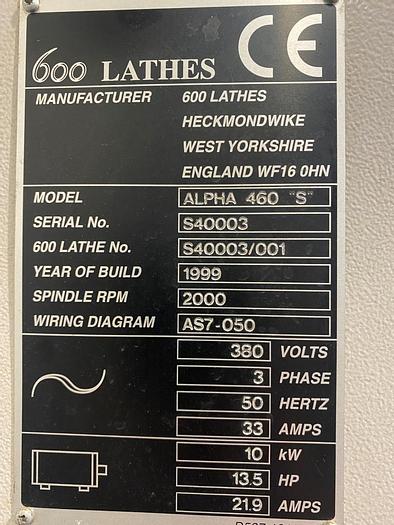 600 LATHES CE
MANUFACTURER 600 LATHES
HECKMONDWIKE
WEST YORKSHIRE
ENGLAND WF16 0HN
MODEL ALPHA 460 "S"
SERIAL No. S40003
600 LATHE No. S40003/001
YEAR OF BUILD 1999
SPINDLE RPM 2000
WIRING DIAGRAM AS7-050
380 VOLTS
3 PHASE
50 HERTZ
33 AMPS
10 kW
13.5 HP
21.9 AMPS